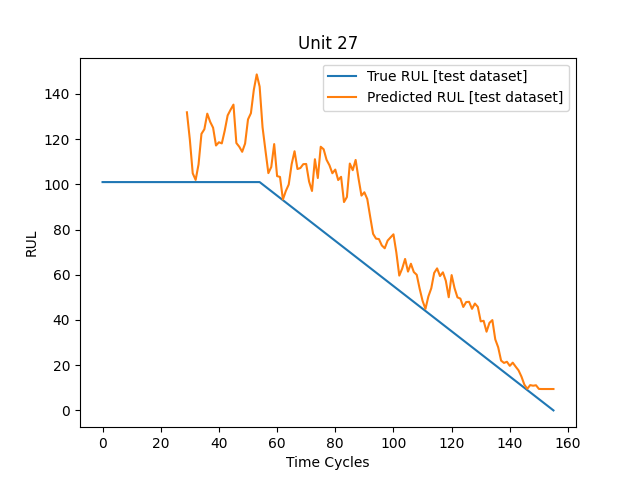 Unit 27
True RUL [test dataset]
Predicted RUL [test dataset]
RUL
140
120
100
80
60
40
20
0
0 20 40 60 80 100 120 140 160
Time Cycles